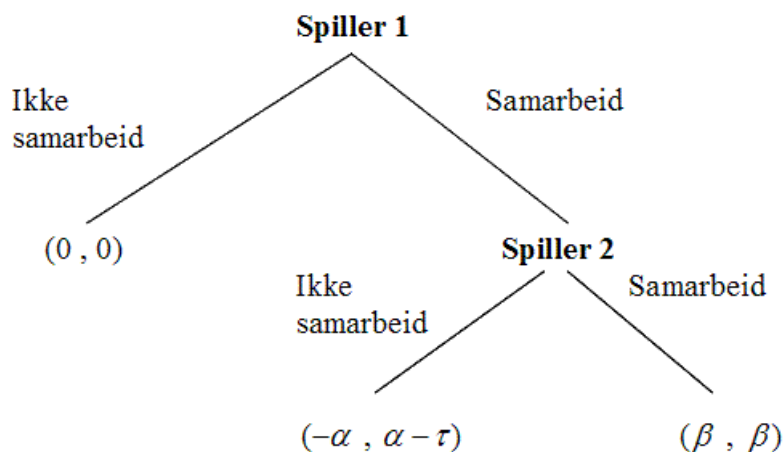 Spiller 1
Ikke
samarbeid
Samarbeid
(0 , 0)
Spiller 2
Ikke
samarbeid
Samarbeid
(−α , α − τ)
(β , β)